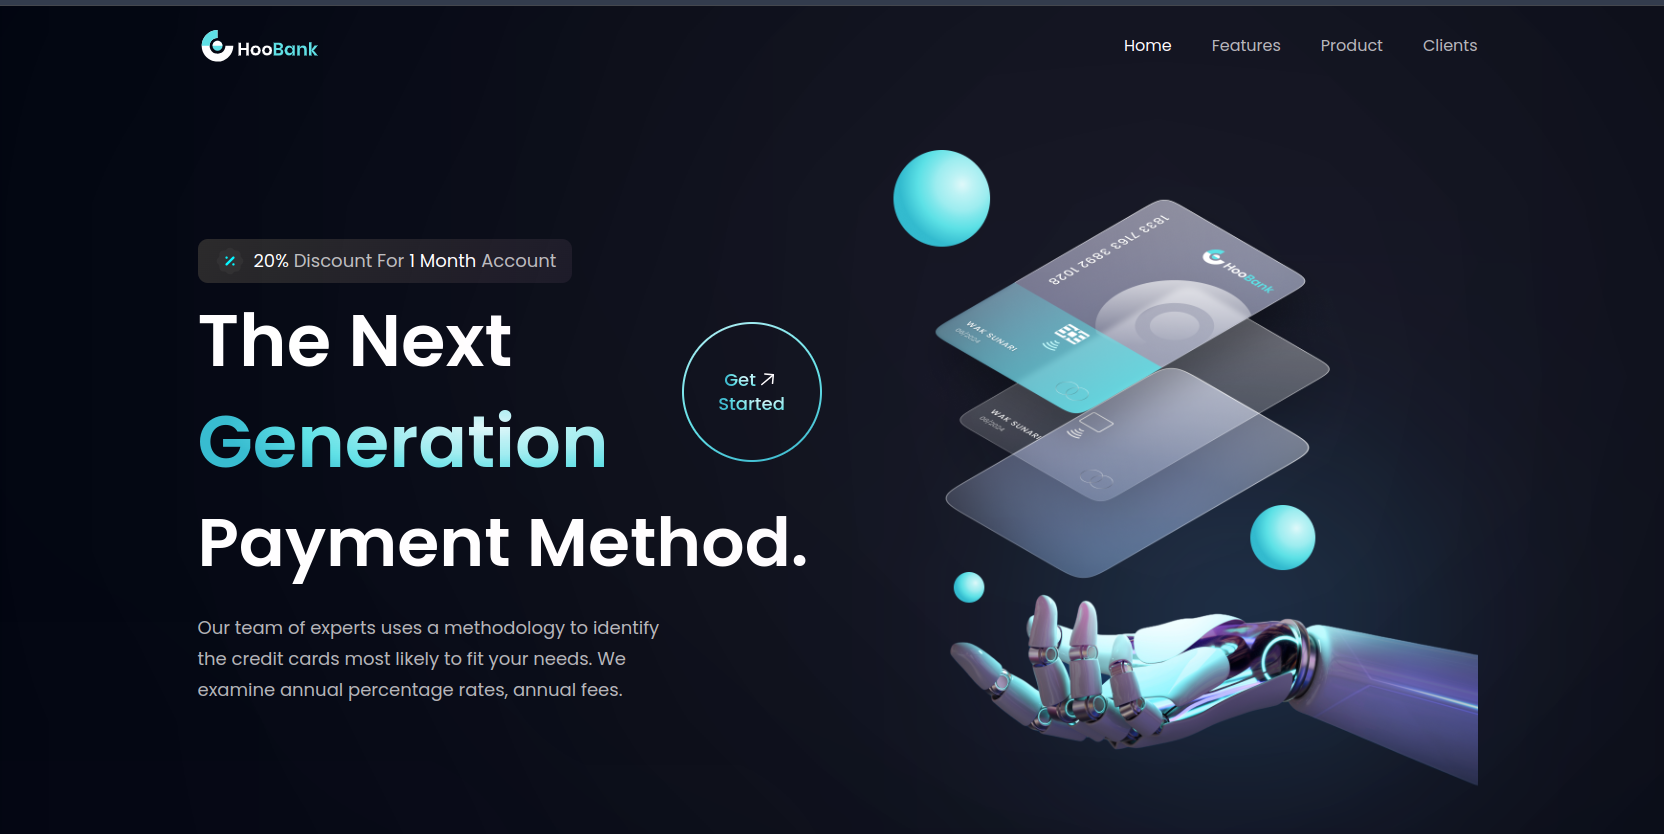 HooBank
Home Features Product Clients
20% Discount For 1 Month Account
The Next
Generation
Payment Method.
Get
Started
Our team of experts uses a methodology to identify
the credit cards most likely to fit your needs. We
examine annual percentage rates, annual fees.
1833 7163 3892 1028
HooBank
WAK SUNARI
06/2024
WAK SUNARI
06/2024